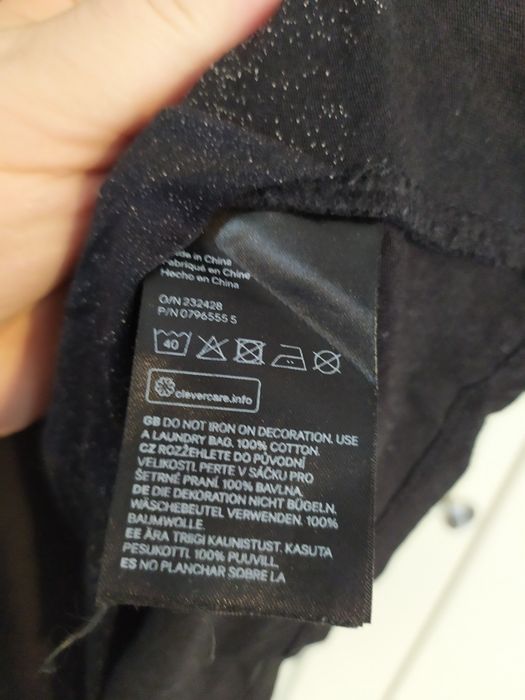 in China
Fabriqué en Chine
Hecho en China
O/N 232428
P/N 0796555 S
40
clevercare.info
GB DO NOT IRON ON DECORATION. USE
A LAUNDRY BAG. 100% COTTON.
CZ ROZŽEHLETE DO PŮVODNÍ
VELIKOSTI. PERTE V SÁČKU PRO
ŠETRNÉ PRANÍ. 100% BAVLNA.
DE DIE DEKORATION NICHT BÜGELN.
WÄSCHEBEUTEL VERWENDEN. 100%
BAUMWOLLE.
EE ÄRA TRIIGI KAUNISTUST. KASUTA
PESUKOTTI. 100% PUUVILL.
ES NO PLANCHAR SOBRE LA